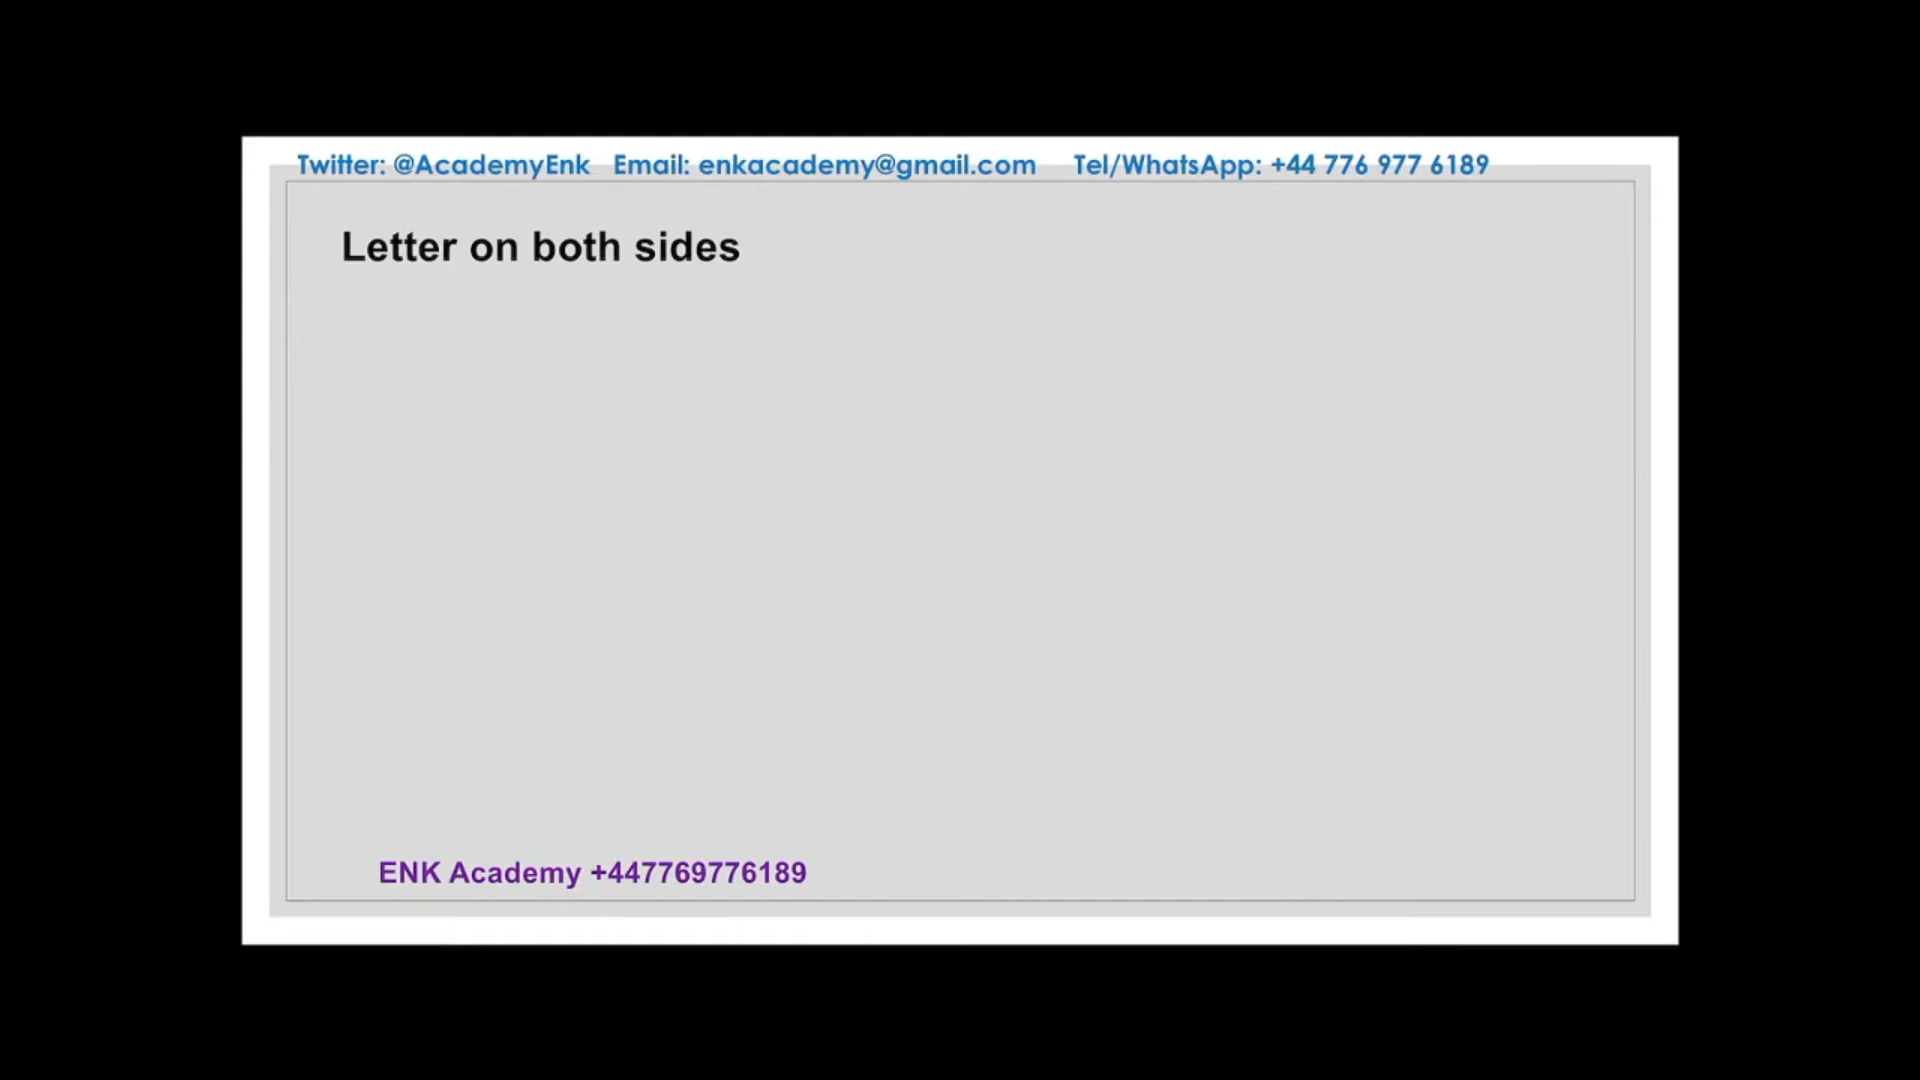 Twitter: @AcademyEnk Email: enkacademy@gmail.com Tel/WhatsApp: +44 776 977 6189
Letter on both sides
ENK Academy +447769776189